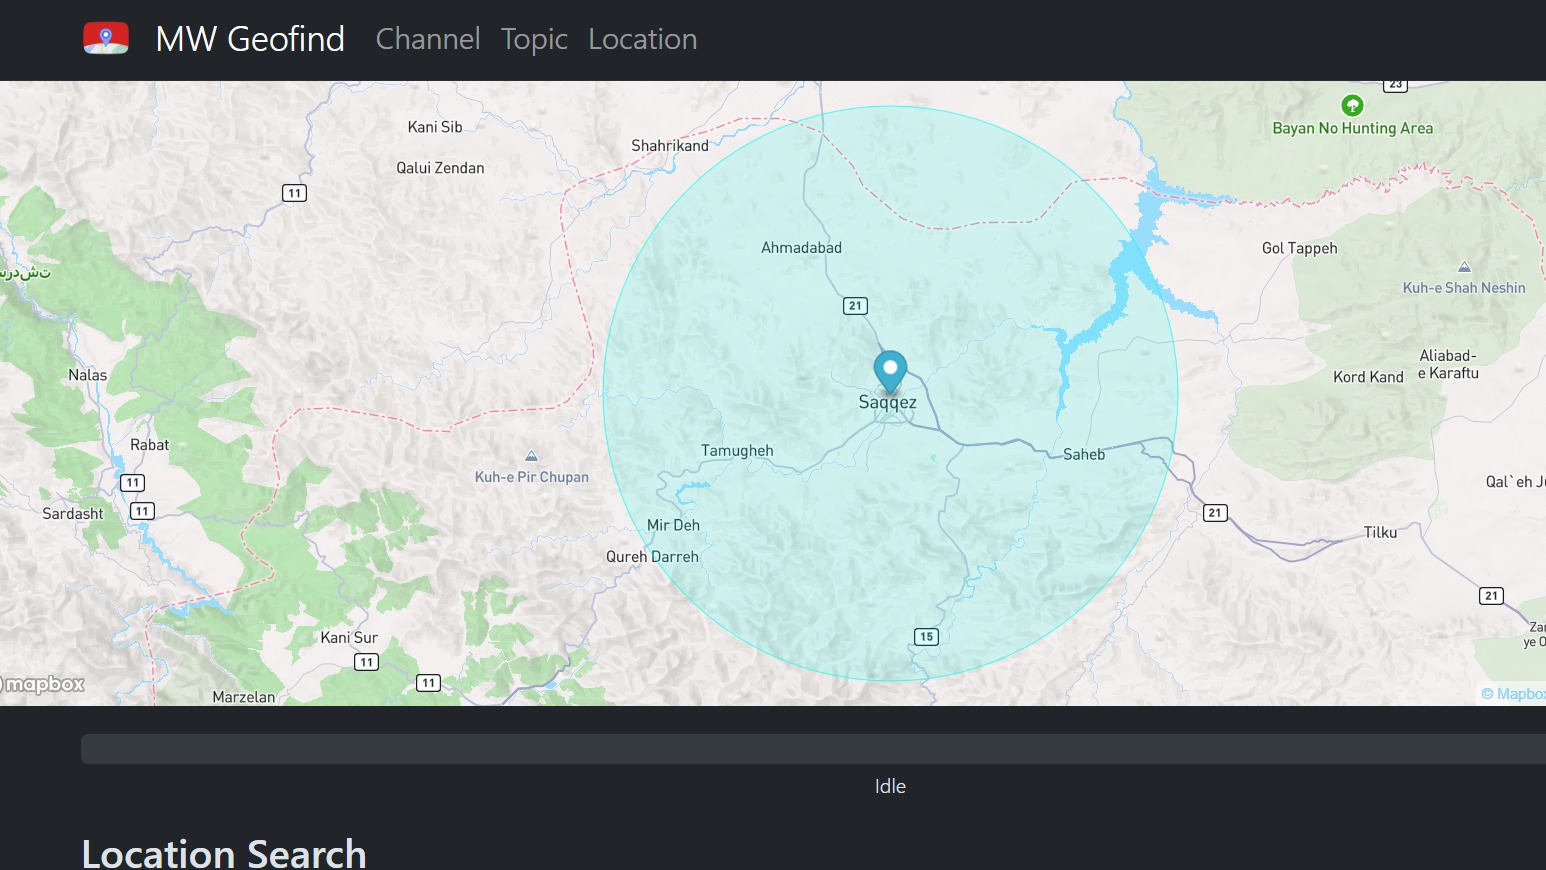 MW Geofind Channel Topic Location
23
Kani Sib
Bayan No Hunting Area
Shahrikand
Qalui Zendan
11
Ahmadabad
Gol Tappeh
Kuh-e Shah Neshin
21
Aliabad-
e Karaftu
Nalas
Kord Kand
Saqqez
Rabat
Tamugheh
Saheb
Kuh-e Pir Chupan
11
Qal`eh
Sardasht
11
21
Mir Deh
Tilku
Qureh Darreh
21
Kani Sur
15
ye
11
11
mapbox
© Mapbox
Marzelan
Idle
Location Search